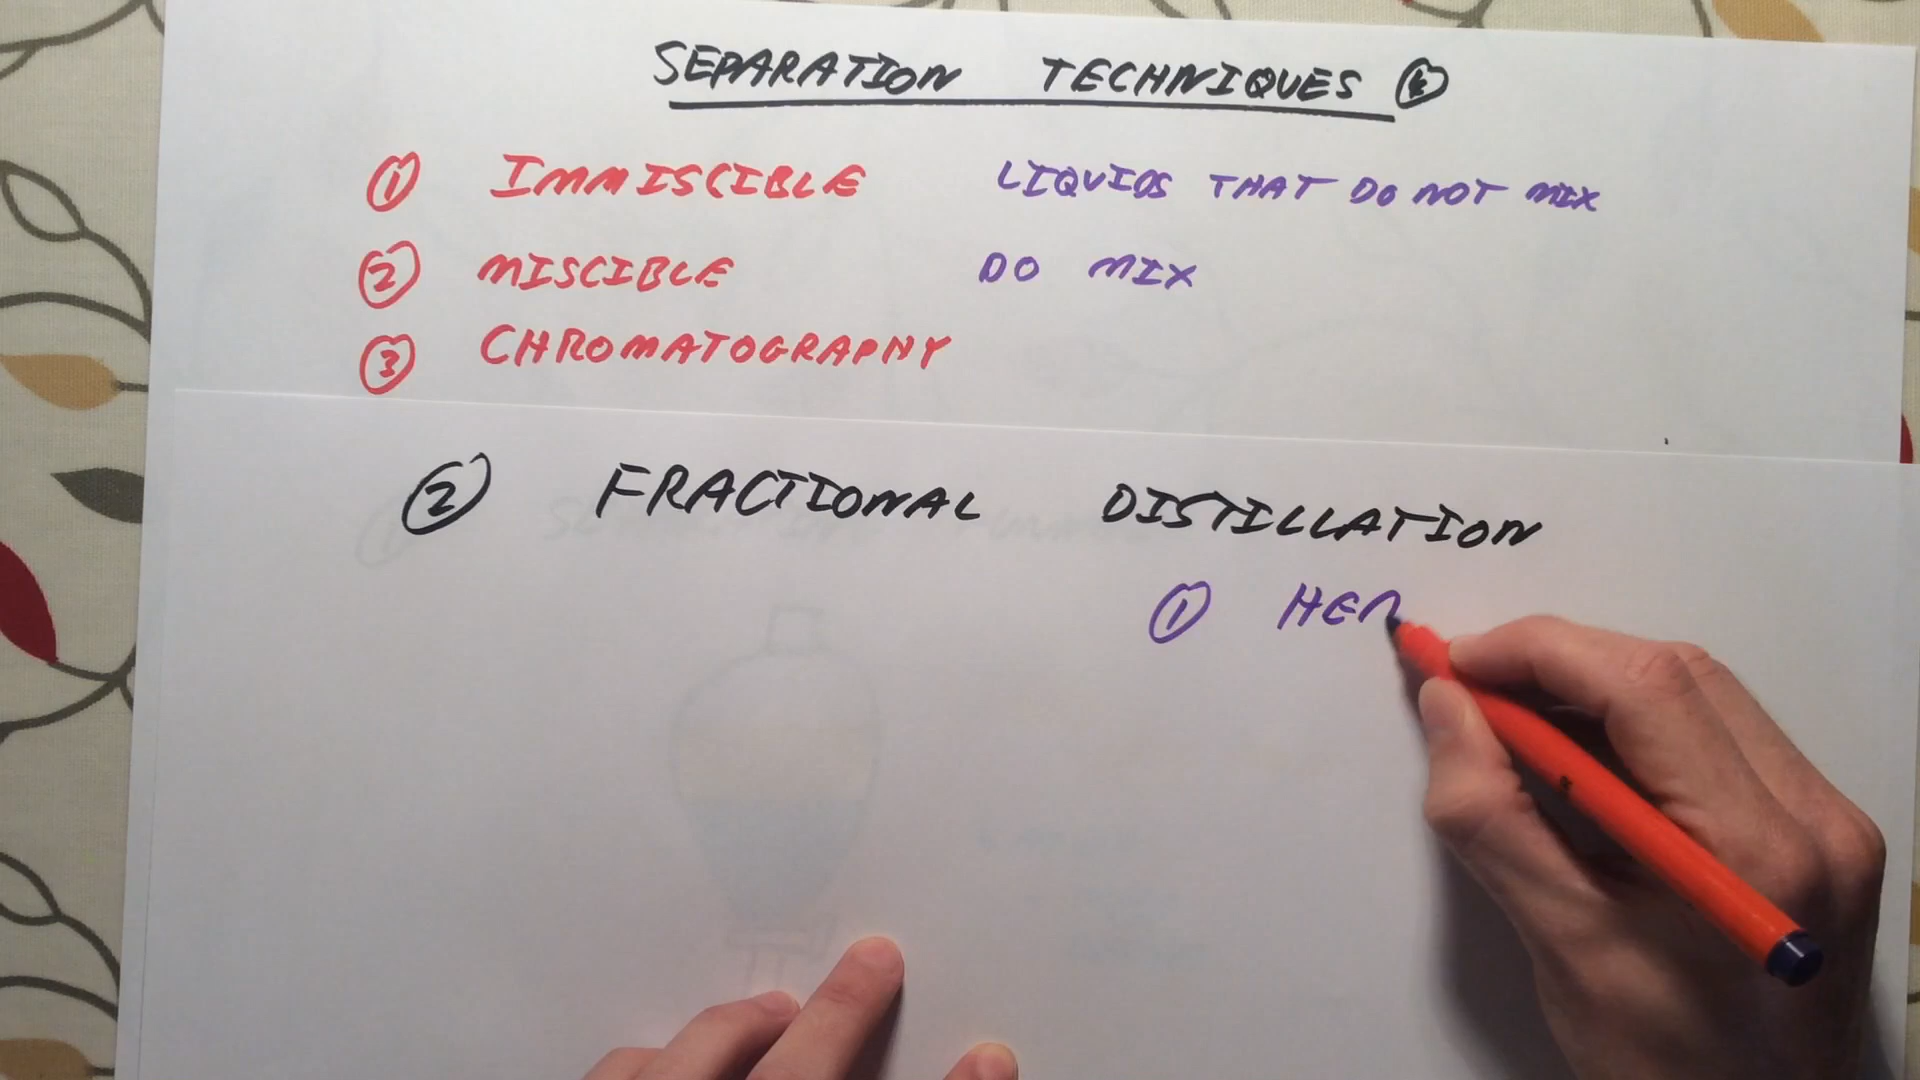 SEPARATION TECHNIQUES
① IMMISCIBLE LIQUIDS THAT DO NOT MIX
② MISCIBLE DO MIX
③ CHROMATOGRAPHY
② FRACTIONAL DISTILLATION
① HEA